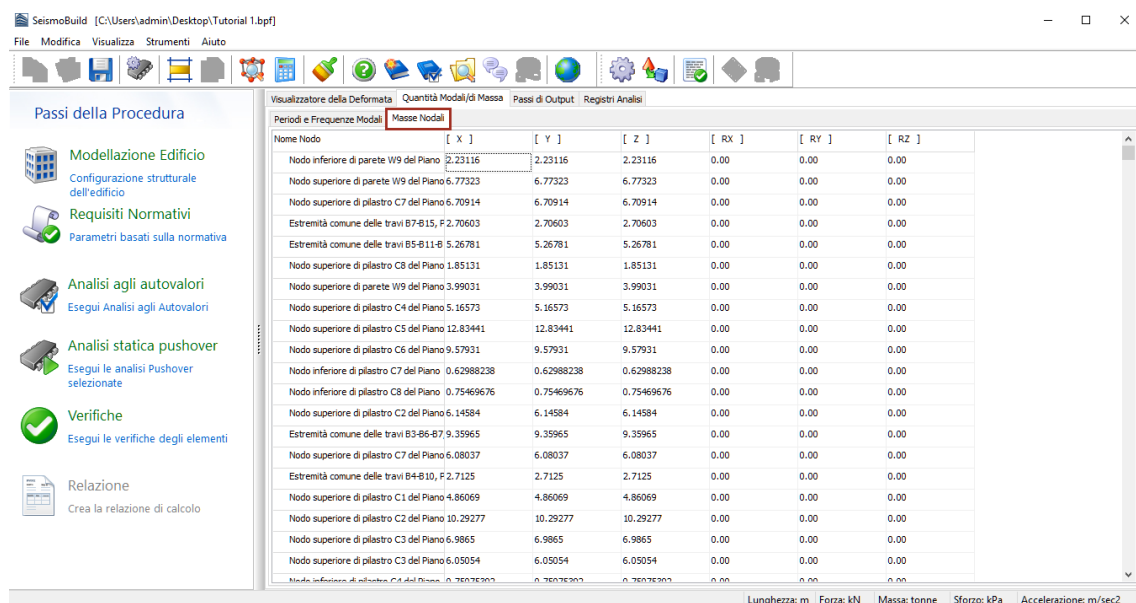 SeismoBuild [C:\Users\admin\Desktop\Tutorial 1.bpf]
File Modifica Visualizza Strumenti Aiuto
Passi della Procedura
Modellazione Edificio
Configurazione strutturale
dell'edificio
Requisiti Normativi
Parametri basati sulla normativa
Analisi agli autovalori
Esegui Analisi agli Autovalori
Analisi statica pushover
Esegui le analisi Pushover
selezionate
Verifiche
Esegui le verifiche degli elementi
Relazione
Crea la relazione di calcolo
Visualizzatore della Deformata Quantità Modali/di Massa Passi di Output Registri Analisi
Periodi e Frequenze Modali Masse Nodali
Nome Nodo [ X ] [ Y ] [ Z ] [ RX ] [ RY ] [ RZ ]
Nodo inferiore di parete W9 del Piano 2.23116 2.23116 2.23116 0.00 0.00 0.00
Nodo superiore di parete W9 del Piano 6.77323 6.77323 6.77323 0.00 0.00 0.00
Nodo superiore di pilastro C7 del Piano 6.70914 6.70914 6.70914 0.00 0.00 0.00
Estremità comune delle travi B7-B15, P 2.70603 2.70603 2.70603 0.00 0.00 0.00
Estremità comune delle travi B5-B11-B 5.26781 5.26781 5.26781 0.00 0.00 0.00
Nodo superiore di pilastro C8 del Piano 1.85131 1.85131 1.85131 0.00 0.00 0.00
Nodo superiore di parete W9 del Piano 3.99031 3.99031 3.99031 0.00 0.00 0.00
Nodo superiore di pilastro C4 del Piano 5.16573 5.16573 5.16573 0.00 0.00 0.00
Nodo superiore di pilastro C5 del Piano 12.83441 12.83441 12.83441 0.00 0.00 0.00
Nodo superiore di pilastro C6 del Piano 9.57931 9.57931 9.57931 0.00 0.00 0.00
Nodo inferiore di pilastro C7 del Piano 0.62988238 0.62988238 0.62988238 0.00 0.00 0.00
Nodo inferiore di pilastro C8 del Piano 0.75469676 0.75469676 0.75469676 0.00 0.00 0.00
Nodo superiore di pilastro C2 del Piano 6.14584 6.14584 6.14584 0.00 0.00 0.00
Estremità comune delle travi B3-B6-B7, 9.35965 9.35965 9.35965 0.00 0.00 0.00
Nodo superiore di pilastro C7 del Piano 6.08037 6.08037 6.08037 0.00 0.00 0.00
Estremità comune delle travi B4-B10, P 2.7125 2.7125 2.7125 0.00 0.00 0.00
Nodo superiore di pilastro C1 del Piano 4.86069 4.86069 4.86069 0.00 0.00 0.00
Nodo superiore di pilastro C2 del Piano 10.29277 10.29277 10.29277 0.00 0.00 0.00
Nodo superiore di pilastro C3 del Piano 6.9865 6.9865 6.9865 0.00 0.00 0.00
Nodo superiore di pilastro C3 del Piano 6.05054 6.05054 6.05054 0.00 0.00 0.00
Nodo inferiore di pilastro C4 del Piano 0.75075302 0.75075302 0.75075302 0.00 0.00 0.00
Lunghezza: m Forza: kN Massa: tonne Sforzo: kPa Accelerazione: m/sec2